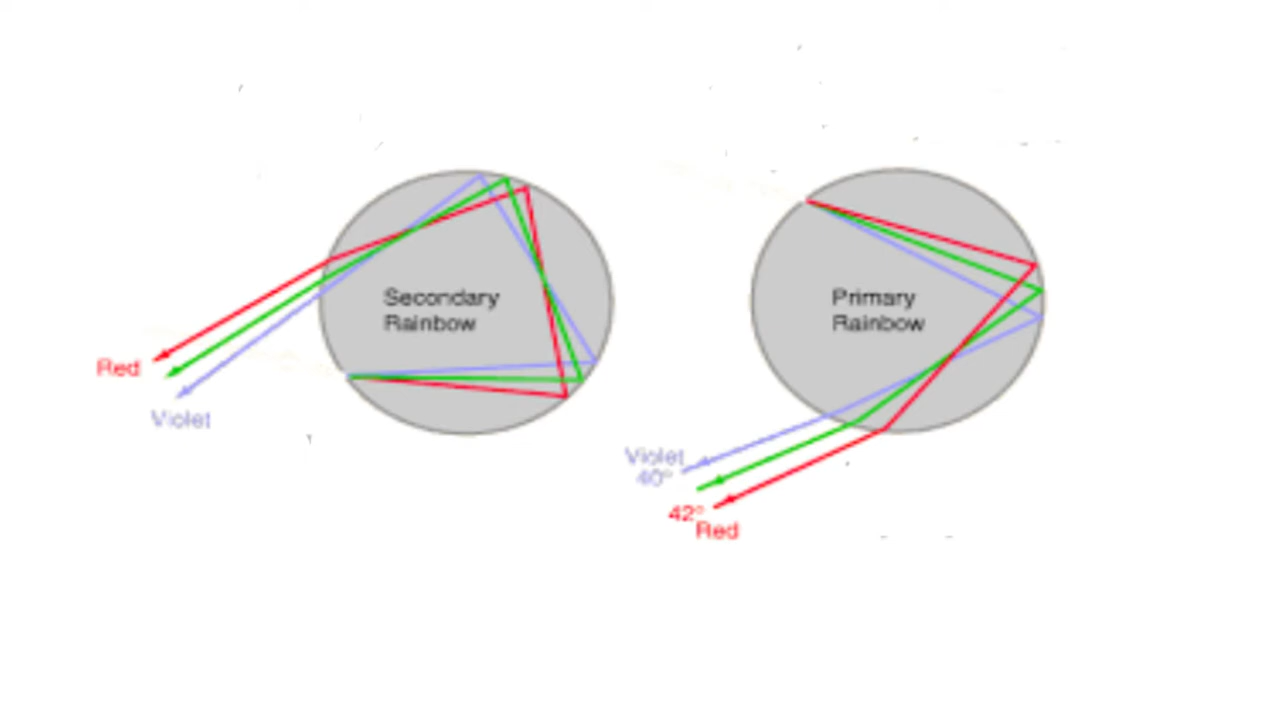 Secondary
Rainbow
Red
Violet
Primary
Rainbow
Violet
40°
42°
Red